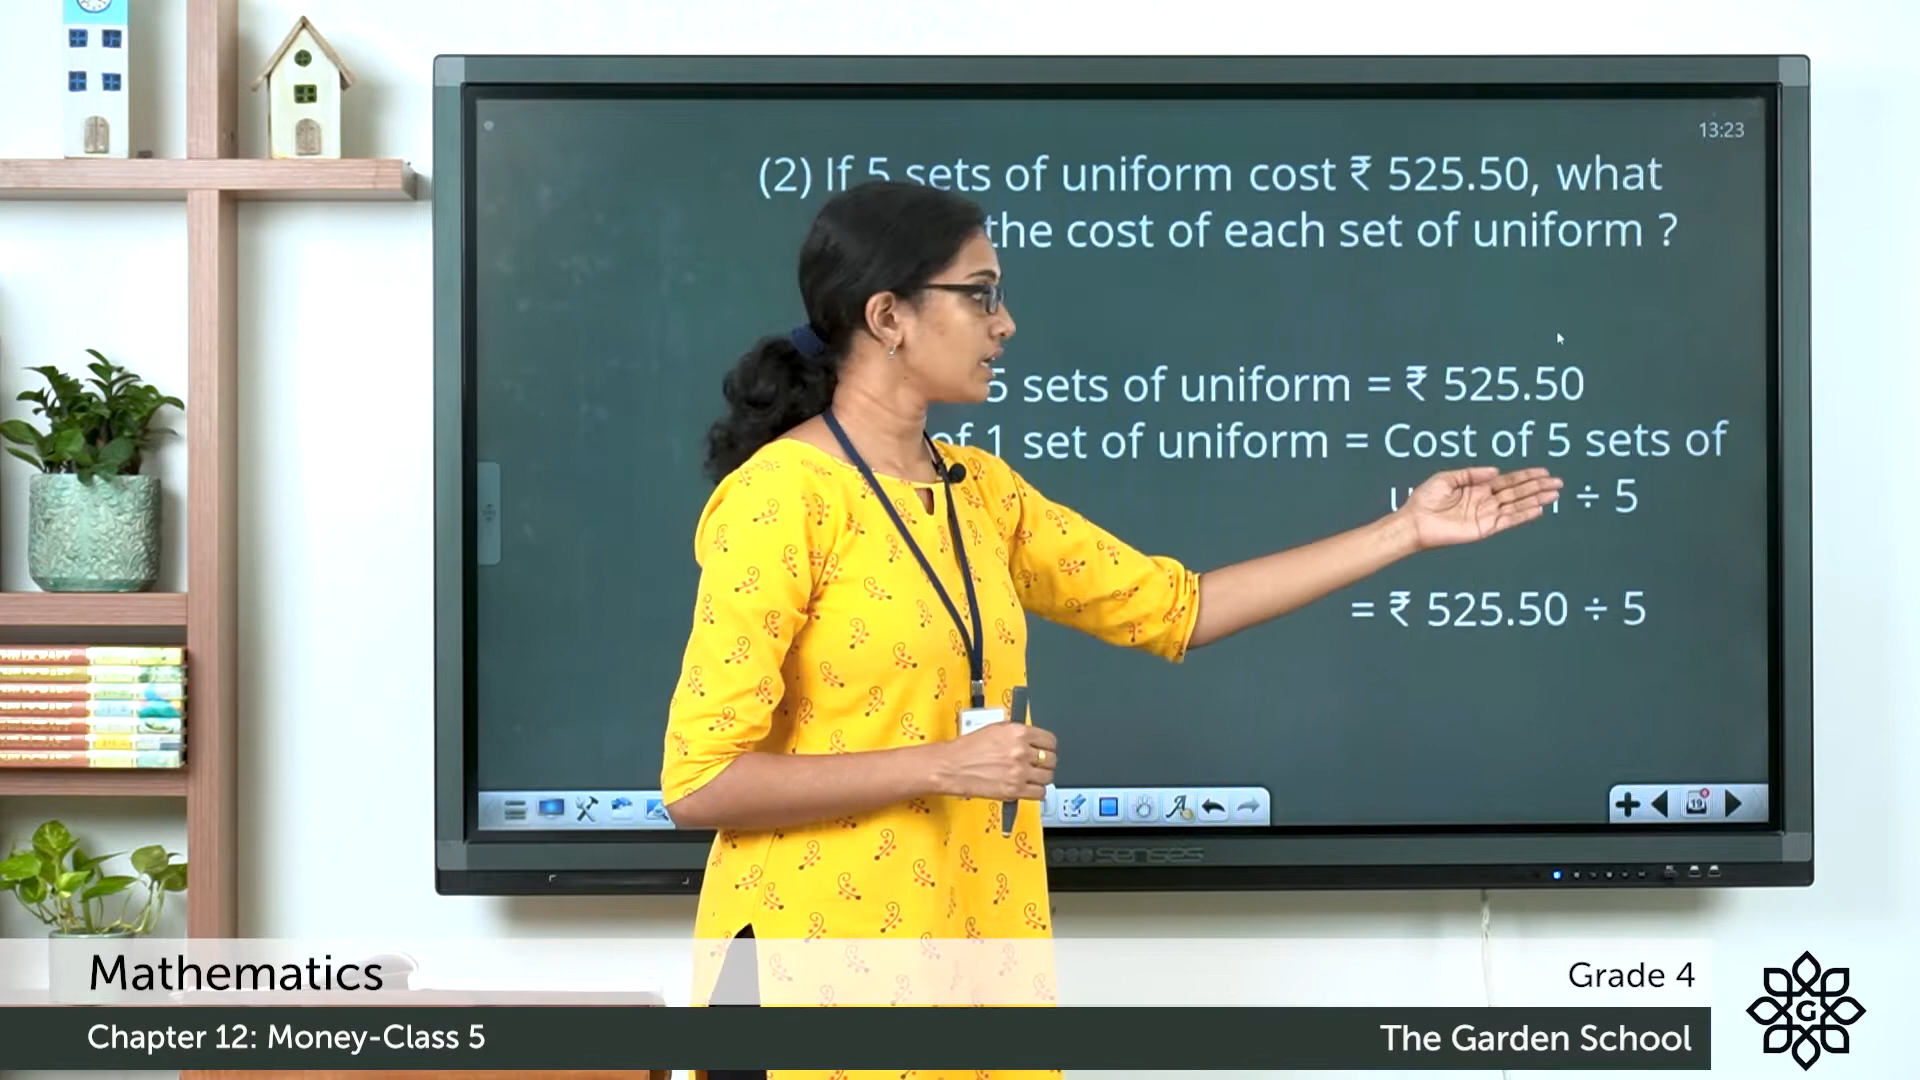 13:23
(2) If 5 sets of uniform cost ₹ 525.50, what
the cost of each set of uniform ?
5 sets of uniform = ₹ 525.50
of 1 set of uniform = Cost of 5 sets of
÷ 5
= ₹ 525.50 ÷ 5
senses
Mathematics
Grade 4
Chapter 12: Money-Class 5
The Garden School
G